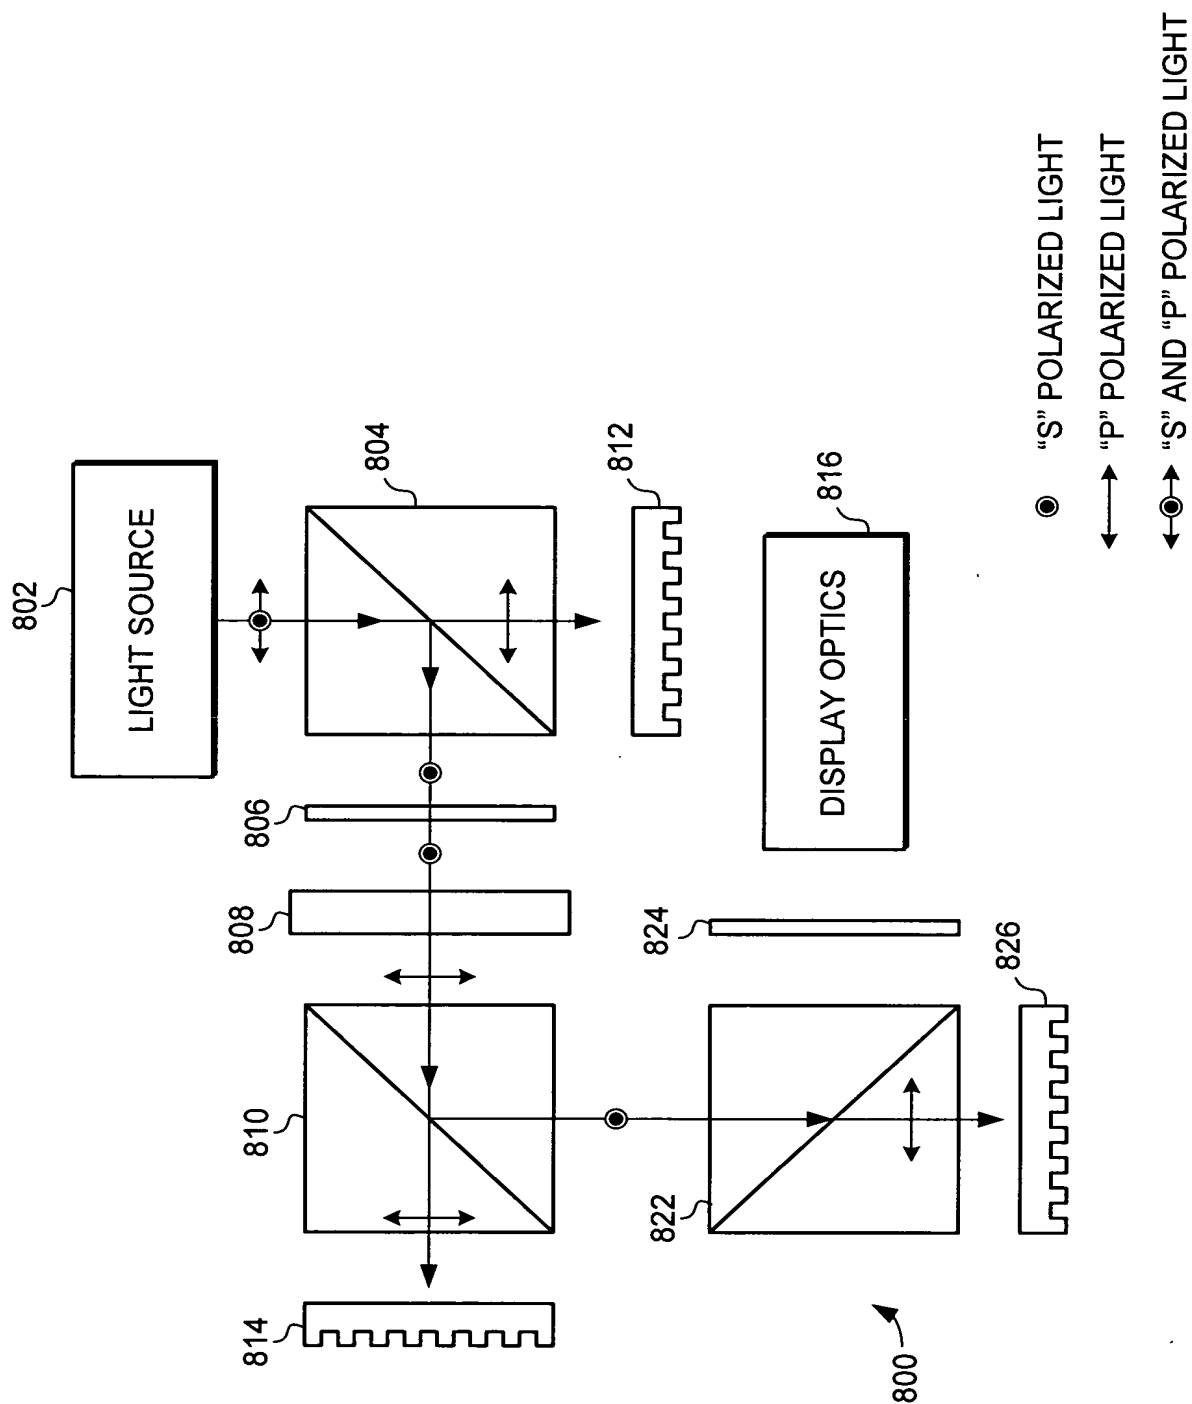 802
LIGHT SOURCE
804
806
808
810
812
814
DISPLAY OPTICS
816
822
824
826
800
"S" POLARIZED LIGHT
"P" POLARIZED LIGHT
"S" AND "P" POLARIZED LIGHT